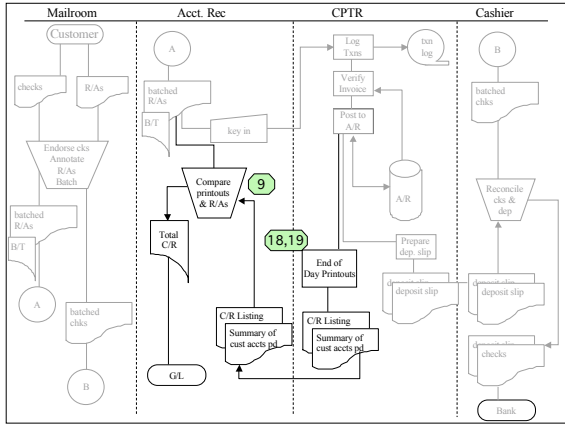 Mailroom
Acct. Rec
CPTR
Cashier
Customer
checks
R/As
Endorse cks
Annotate
R/As
Batch
batched
R/As
B/T
A
batched
chks
B
A
batched
R/As
B/T
key in
Compare
printouts
& R/As
9
Total
C/R
C/R Listing
Summary of
cust accts pd
G/L
Log
Txns
txn
log
Verify
Invoice
Post to
A/R
A/R
18,19
Prepare
dep. slip
End of
Day Printouts
deposit slip
deposit slip
C/R Listing
Summary of
cust accts pd
B
batched
chks
Reconcile
cks &
dep
deposit slip
deposit slip
deposit slip
checks
Bank